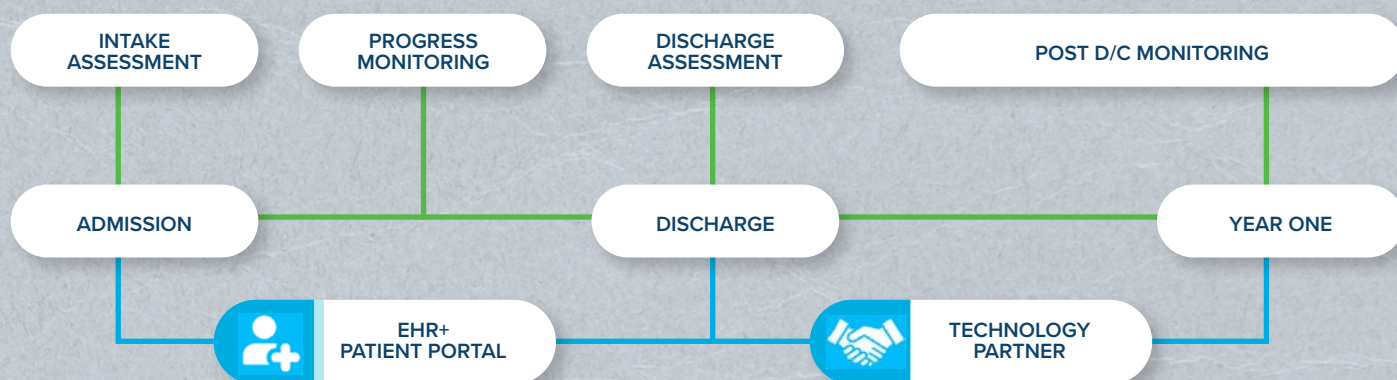 INTAKE
ASSESSMENT
PROGRESS
MONITORING
DISCHARGE
ASSESSMENT
POST D/C MONITORING
ADMISSION
DISCHARGE
YEAR ONE
EHR+
PATIENT PORTAL
TECHNOLOGY
PARTNER